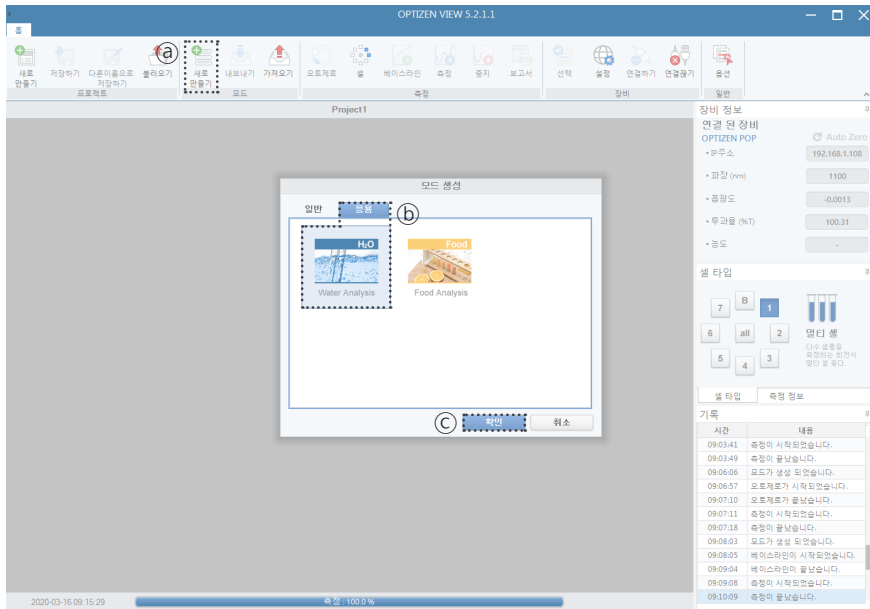 OPTIZEN VIEW 5.2.1.1
홈
새로 만들기
저장하기
다른이름으로 저장하기
불러오기
ⓐ
새로 만들기
내보내기
가져오기
오토제로
셀
베이스라인
측정
중지
보고서
선택
설정
연결하기
연결끊기
옵션
프로젝트
모드
측정
장비
일반
Project1
장비 정보
연결 된 장비
OPTIZEN POP
Auto Zero
• IP주소
192.168.1.108
• 파장 (nm)
1100
• 흡광도
-0.0013
• 투과율 (%T)
100.31
• 농도
-
모드 생성
일반
응용
ⓑ
H₂O
Water Analysis
Food
Food Analysis
ⓒ
확인
취소
셀 타입
7
B
1
6
all
2
5
4
3
멀티 셀
다수 샘플을
측정하는 회전식
멀티 셀 홀더.
셀 타입
측정 정보
기록
시간
내용
09:03:41 측정이 시작되었습니다.
09:03:49 측정이 끝났습니다.
09:06:06 모드가 생성 되었습니다.
09:06:57 오토제로가 시작되었습니다.
09:07:10 오토제로가 끝났습니다.
09:07:11 측정이 시작되었습니다.
09:07:18 측정이 끝났습니다.
09:08:03 모드가 생성 되었습니다.
09:08:05 베이스라인이 시작되었습니다.
09:09:04 베이스라인이 끝났습니다.
09:09:08 측정이 시작되었습니다.
09:10:09 측정이 끝났습니다.
2020-03-16 09:15:29
측정 : 100.0 %